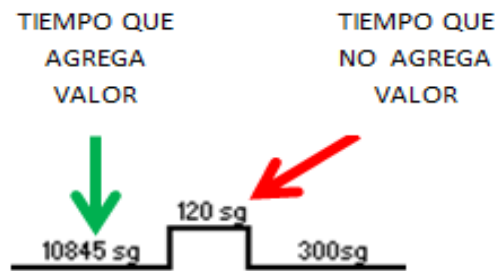 TIEMPO QUE
AGREGA
VALOR
TIEMPO QUE
NO AGREGA
VALOR
120 sg
10845 sg
300sg